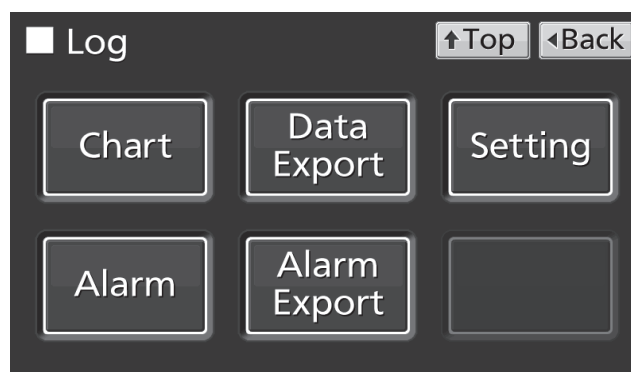 Log
↑Top
◂Back
Chart
Data
Export
Setting
Alarm
Alarm
Export